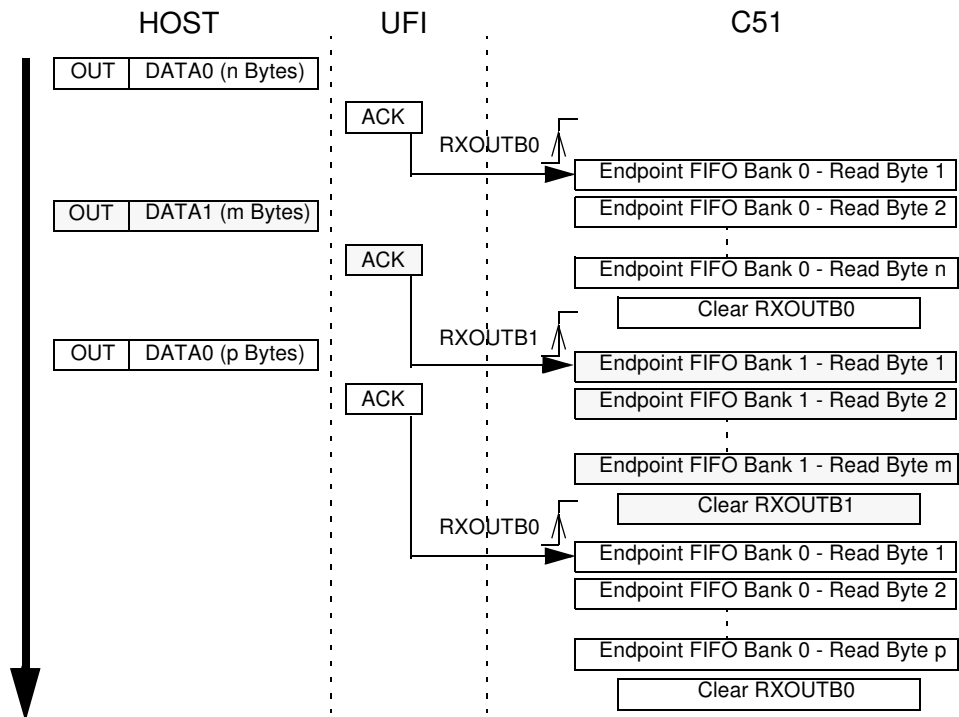 HOST UFI C51
OUT DATA0 (n Bytes)
ACK
RXOUTB0
Endpoint FIFO Bank 0 - Read Byte 1
OUT DATA1 (m Bytes)
Endpoint FIFO Bank 0 - Read Byte 2
ACK
Endpoint FIFO Bank 0 - Read Byte n
Clear RXOUTB0
RXOUTB1
OUT DATA0 (p Bytes)
Endpoint FIFO Bank 1 - Read Byte 1
ACK
Endpoint FIFO Bank 1 - Read Byte 2
Endpoint FIFO Bank 1 - Read Byte m
Clear RXOUTB1
RXOUTB0
Endpoint FIFO Bank 0 - Read Byte 1
Endpoint FIFO Bank 0 - Read Byte 2
Endpoint FIFO Bank 0 - Read Byte p
Clear RXOUTB0